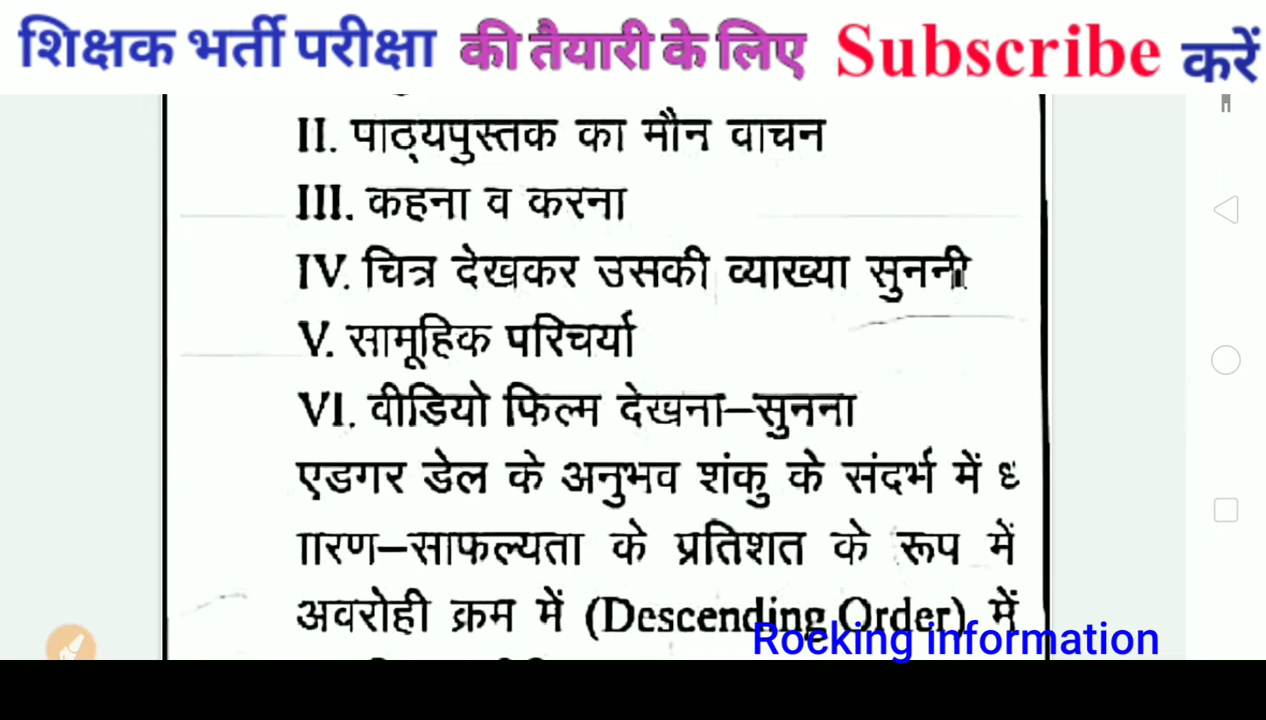 शिक्षक भर्ती परीक्षा की तैयारी के लिए Subscribe करें
II. पाठ्यपुस्तक का मौन वाचन
III. कहना व करना
IV. चित्र देखकर उसकी व्याख्या सुननी
V. सामूहिक परिचर्या
VI. वीडियो फिल्म देखना–सुनना
एडगर डेल के अनुभव शंकु के संदर्भ में ध
ारण–साफल्यता के प्रतिशत के रूप में
अवरोही क्रम में (Descending Order) में
Rocking information